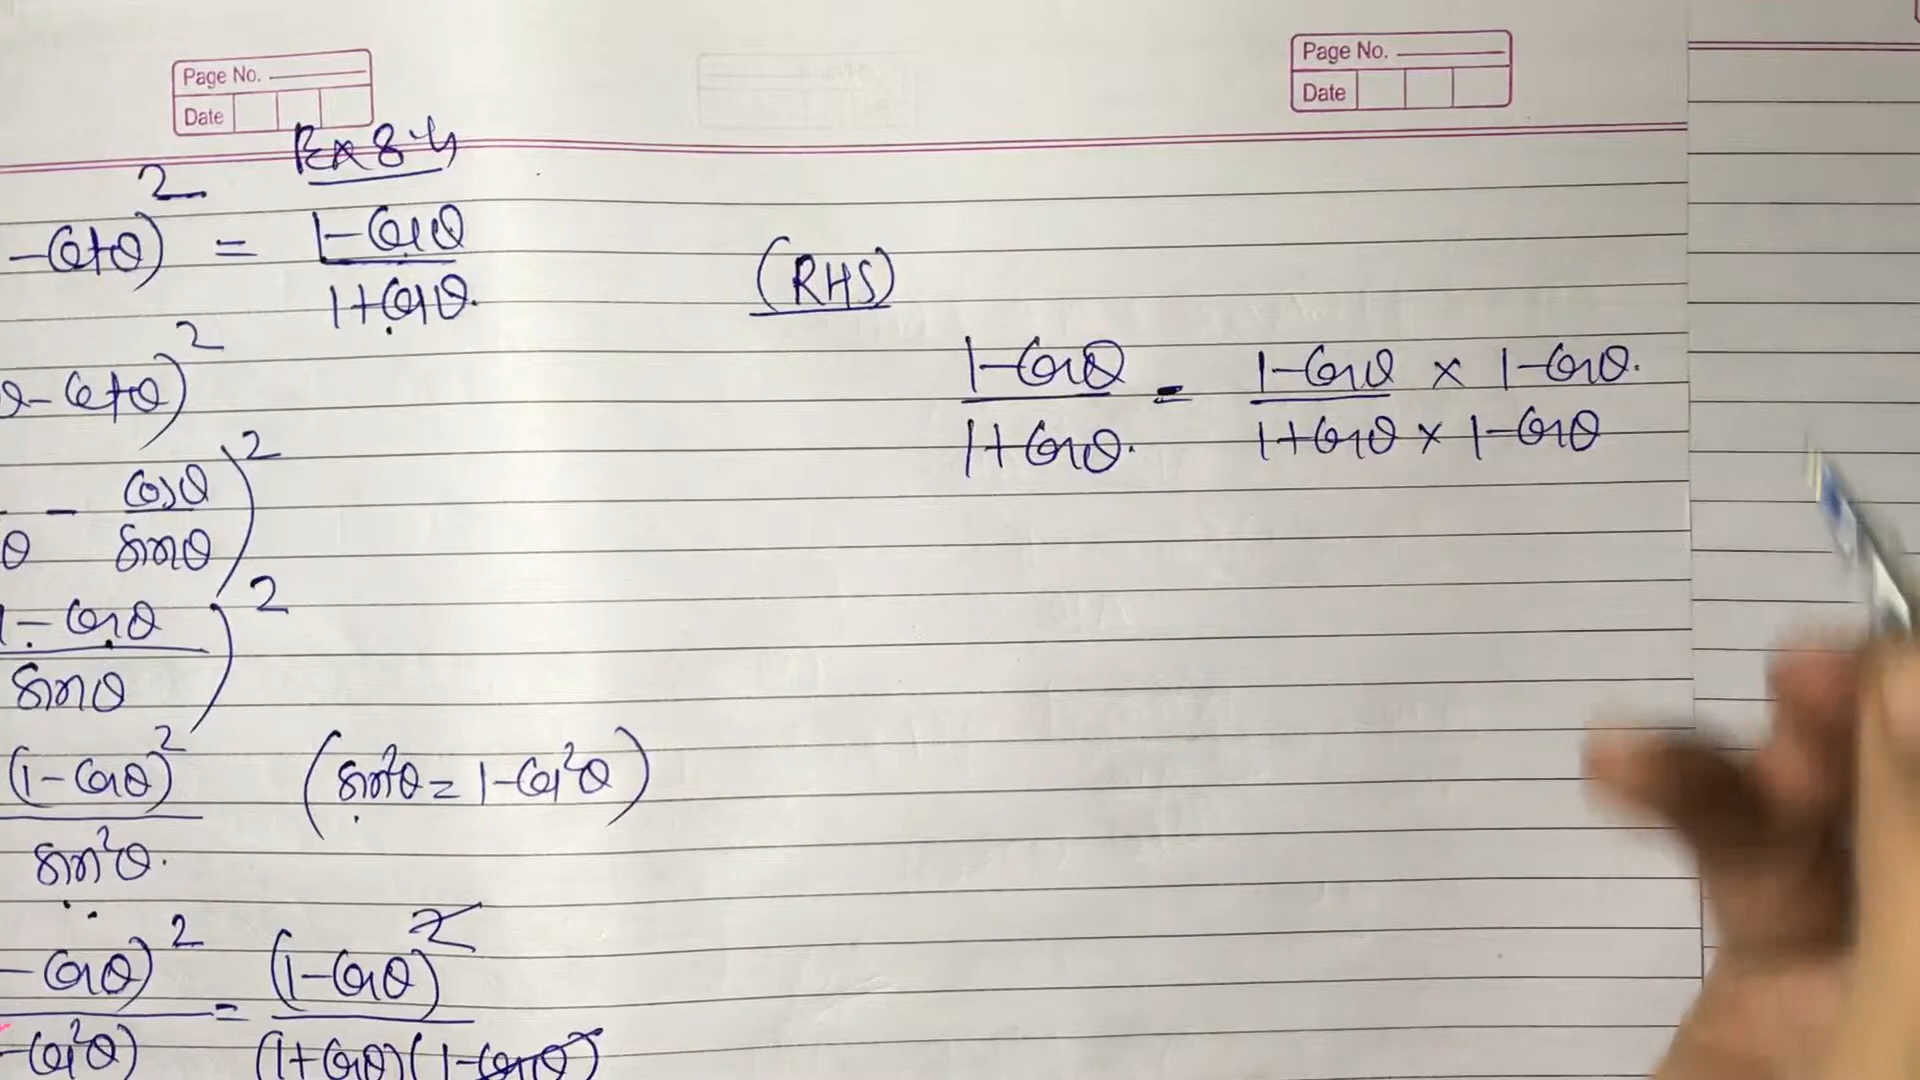 Page No.
Date
Ex 8.4
-Cotθ)² = 1-Cosθ
1+Cosθ.
-Cotθ)²
- cosθ )²
θ sinθ
1-Cosθ )²
sinθ
(1-Cosθ)² (sin²θ = 1-Cos²θ)
sin²θ.
-Cosθ)² = (1-Cosθ)²
-Cos²θ) (1+Cosθ)(1-Cosθ)
Page No.
Date
(RHS)
1-Cosθ = 1-Cosθ × 1-Cosθ.
1+Cosθ. 1+Cosθ × 1-Cosθ